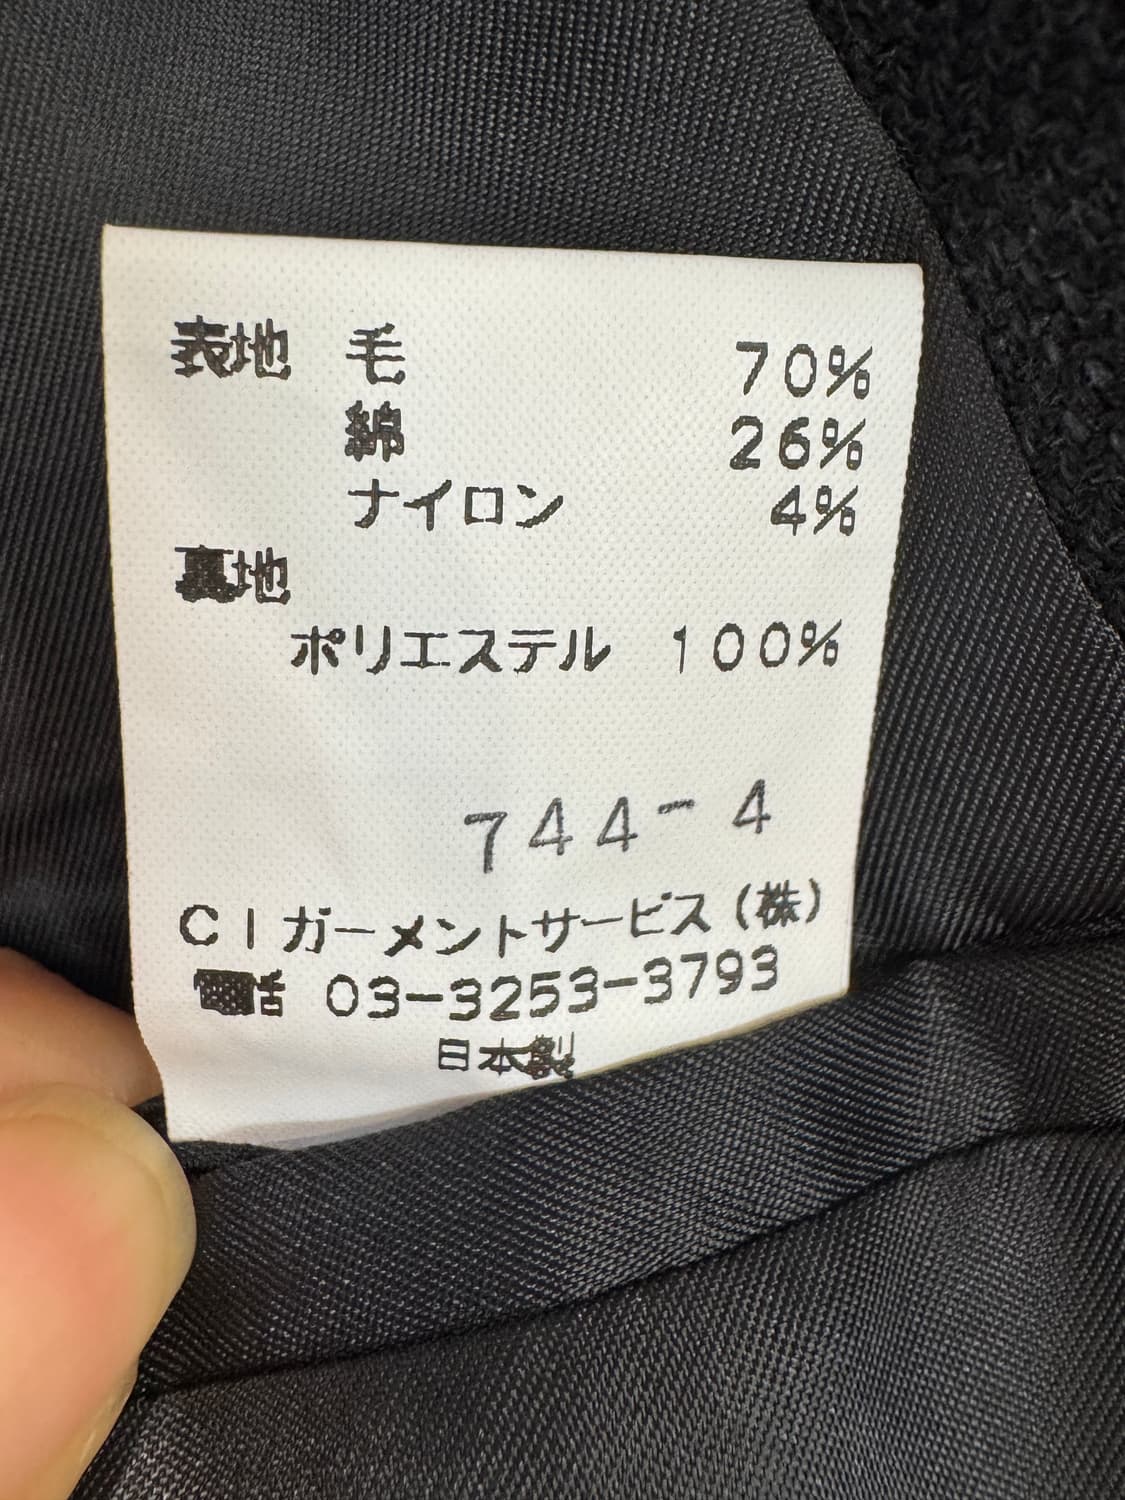 表地 毛 70%
綿 26%
ナイロン 4%
裏地
ポリエステル 100%
744-4
CIガーメントサービス(株)
電話 03-3253-3793
日本製